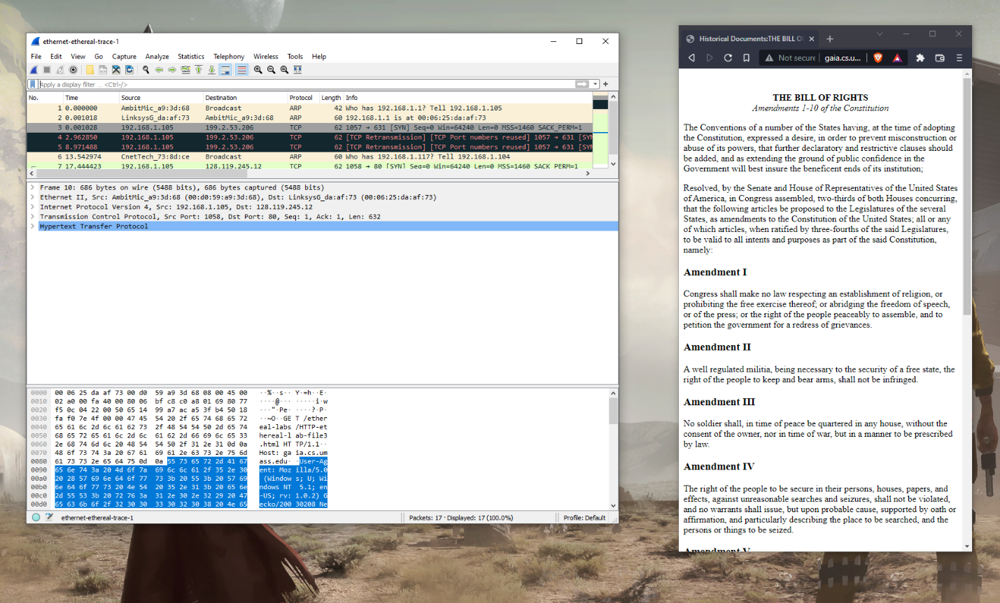 ethernet-ethereal-trace-1
File Edit View Go Capture Analyze Statistics Telephony Wireless Tools Help
Apply a display filter ... <Ctrl-/>
No. Time Source Destination Protocol Length Info
1 0.000000 AmbitMic_a9:3d:68 Broadcast ARP 42 Who has 192.168.1.1? Tell 192.168.1.105
2 0.001018 LinksysG_da:af:73 AmbitMic_a9:3d:68 ARP 60 192.168.1.1 is at 00:06:25:da:af:73
3 0.001028 192.168.1.105 199.2.53.206 TCP 62 1057 → 631 [SYN] Seq=0 Win=64240 Len=0 MSS=1460 SACK_PERM=1
4 2.962850 192.168.1.105 199.2.53.206 TCP 62 [TCP Retransmission] [TCP Port numbers reused] 1057 → 631 [SYN
5 8.971488 192.168.1.105 199.2.53.206 TCP 62 [TCP Retransmission] [TCP Port numbers reused] 1057 → 631 [SYN
6 13.542974 CnetTech_73:8d:ce Broadcast ARP 60 Who has 192.168.1.117? Tell 192.168.1.104
7 17.444423 192.168.1.105 128.119.245.12 TCP 62 1058 → 80 [SYN] Seq=0 Win=64240 Len=0 MSS=1460 SACK_PERM=1
Frame 10: 686 bytes on wire (5488 bits), 686 bytes captured (5488 bits)
Ethernet II, Src: AmbitMic_a9:3d:68 (00:d0:59:a9:3d:68), Dst: LinksysG_da:af:73 (00:06:25:da:af:73)
Internet Protocol Version 4, Src: 192.168.1.105, Dst: 128.119.245.12
Transmission Control Protocol, Src Port: 1058, Dst Port: 80, Seq: 1, Ack: 1, Len: 632
Hypertext Transfer Protocol
0000 00 06 25 da af 73 00 d0 59 a9 3d 68 08 00 45 00 ··%··s·· Y·=h··E·
0010 02 a0 00 fa 40 00 80 06 bf c8 c0 a8 01 69 80 77 ····@··· ·····i·w
0020 f5 0c 04 22 00 50 65 14 99 a7 ac a5 3f b4 50 18 ···"·Pe· ····?·P·
0030 fa f0 7e 4f 00 00 47 45 54 20 2f 65 74 68 65 72 ··~O··GE T /ether
0040 65 61 6c 2d 6c 61 62 73 2f 48 54 54 50 2d 65 74 eal-labs /HTTP-et
0050 68 65 72 65 61 6c 2d 6c 61 62 2d 66 69 6c 65 33 hereal-l ab-file3
0060 2e 68 74 6d 6c 20 48 54 54 50 2f 31 2e 31 0d 0a .html HT TP/1.1··
0070 48 6f 73 74 3a 20 67 61 69 61 2e 63 73 2e 75 6d Host: ga ia.cs.um
0080 61 73 73 2e 65 64 75 0d 0a 55 73 65 72 2d 41 67 ass.edu· ·User-Ag
0090 65 6e 74 3a 20 4d 6f 7a 69 6c 6c 61 2f 35 2e 30 ent: Moz illa/5.0
00a0 20 28 57 69 6e 64 6f 77 73 3b 20 55 3b 20 57 69 (Window s; U; Wi
00b0 6e 64 6f 77 73 20 4e 54 20 35 2e 31 3b 20 65 6e ndows NT 5.1; en
00c0 2d 55 53 3b 20 72 76 3a 31 2e 30 2e 32 29 20 47 -US; rv: 1.0.2) G
00d0 65 63 6b 6f 2f 32 30 30 33 30 32 30 38 20 4e 65 ecko/200 30208 Ne
ethernet-ethereal-trace-1 Packets: 17 · Displayed: 17 (100.0%) Profile: Default
Historical Documents:THE BILL O
Not secure gaia.cs.u...
THE BILL OF RIGHTS
Amendments 1-10 of the Constitution
The Conventions of a number of the States having, at the time of adopting
the Constitution, expressed a desire, in order to prevent misconstruction or
abuse of its powers, that further declaratory and restrictive clauses should
be added, and as extending the ground of public confidence in the
Government will best insure the beneficent ends of its institution;
Resolved, by the Senate and House of Representatives of the United States
of America, in Congress assembled, two-thirds of both Houses concurring,
that the following articles be proposed to the Legislatures of the several
States, as amendments to the Constitution of the United States; all or any
of which articles, when ratified by three-fourths of the said Legislatures,
to be valid to all intents and purposes as part of the said Constitution,
namely:
Amendment I
Congress shall make no law respecting an establishment of religion, or
prohibiting the free exercise thereof; or abridging the freedom of speech,
or of the press; or the right of the people peaceably to assemble, and to
petition the government for a redress of grievances.
Amendment II
A well regulated militia, being necessary to the security of a free state, the
right of the people to keep and bear arms, shall not be infringed.
Amendment III
No soldier shall, in time of peace be quartered in any house, without the
consent of the owner, nor in time of war, but in a manner to be prescribed
by law.
Amendment IV
The right of the people to be secure in their persons, houses, papers, and
effects, against unreasonable searches and seizures, shall not be violated,
and no warrants shall issue, but upon probable cause, supported by oath or
affirmation, and particularly describing the place to be searched, and the
persons or things to be seized.
Amendment V